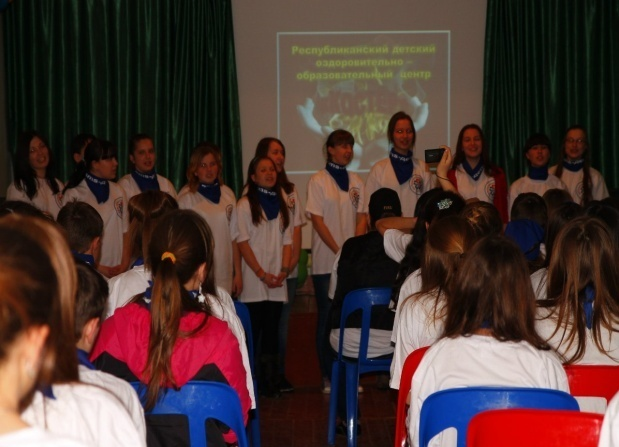 Республиканский детский
оздоровительно –
образовательный центр